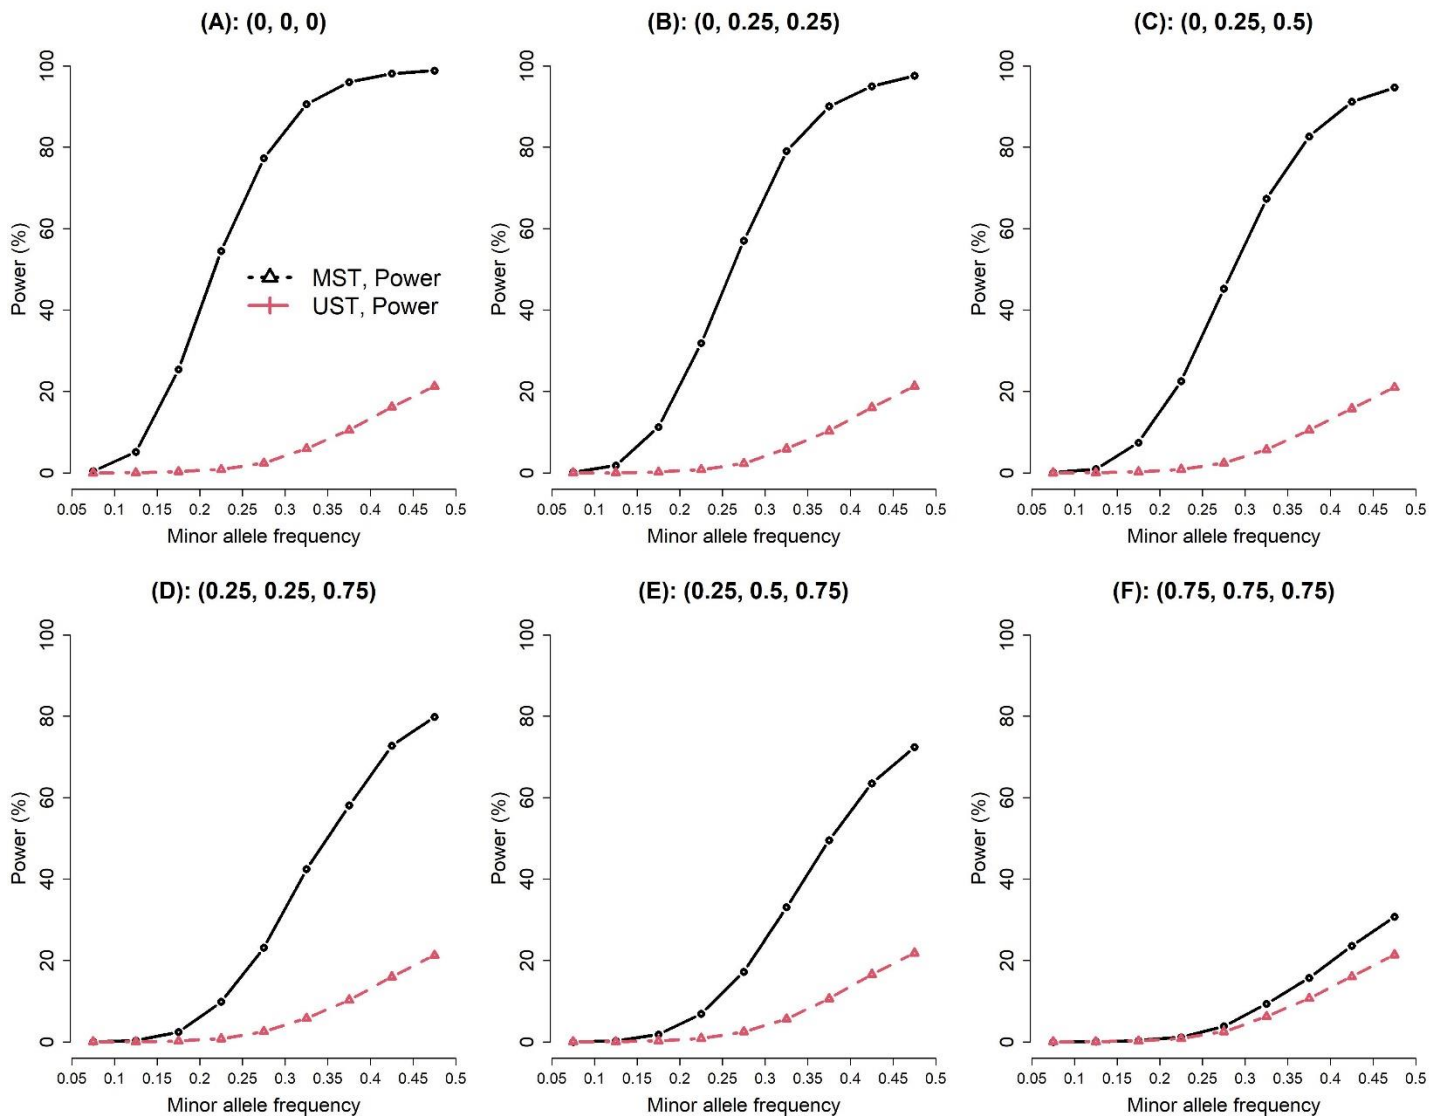 (A): (0, 0, 0)
100
80
60
40
20
0
Power (%)
MST, Power
UST, Power
0.05 0.1 0.15 0.2 0.25 0.3 0.35 0.4 0.45 0.5
Minor allele frequency
(B): (0, 0.25, 0.25)
100
80
60
40
20
0
Power (%)
0.05 0.1 0.15 0.2 0.25 0.3 0.35 0.4 0.45 0.5
Minor allele frequency
(C): (0, 0.25, 0.5)
100
80
60
40
20
0
Power (%)
0.05 0.1 0.15 0.2 0.25 0.3 0.35 0.4 0.45 0.5
Minor allele frequency
(D): (0.25, 0.25, 0.75)
100
80
60
40
20
0
Power (%)
0.05 0.1 0.15 0.2 0.25 0.3 0.35 0.4 0.45 0.5
Minor allele frequency
(E): (0.25, 0.5, 0.75)
100
80
60
40
20
0
Power (%)
0.05 0.1 0.15 0.2 0.25 0.3 0.35 0.4 0.45 0.5
Minor allele frequency
(F): (0.75, 0.75, 0.75)
100
80
60
40
20
0
Power (%)
0.05 0.1 0.15 0.2 0.25 0.3 0.35 0.4 0.45 0.5
Minor allele frequency